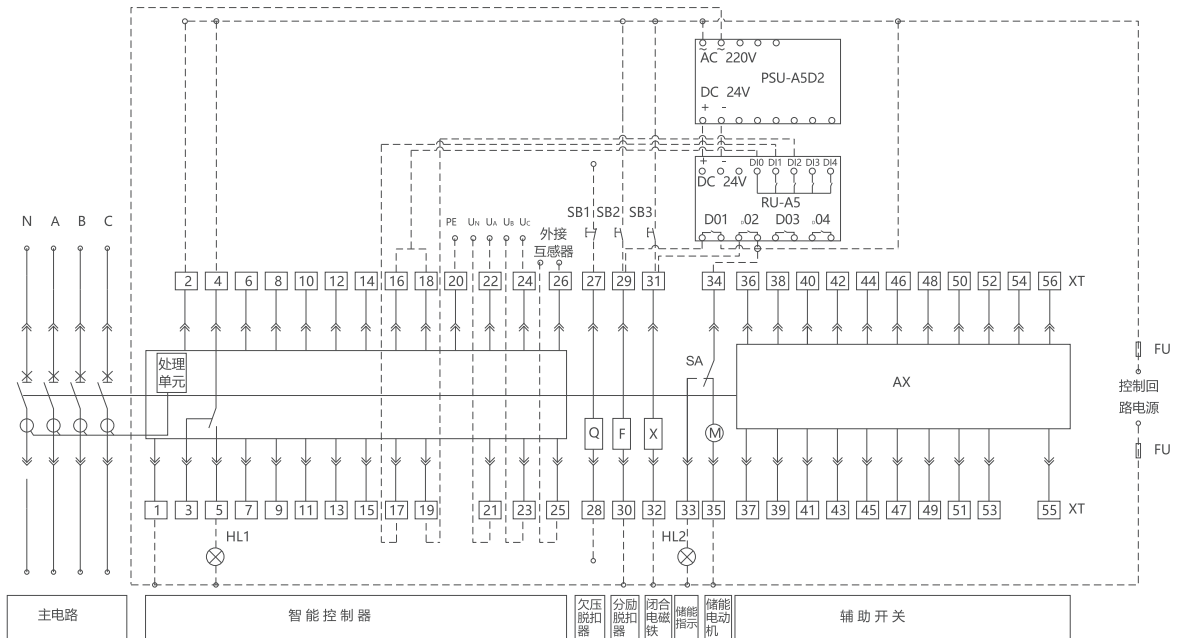 AC 220V
PSU-A5D2
DC 24V
+ -
+ - DI0 DI1 DI2 DI3 DI4
DC 24V
RU-A5
D01 02 D03 04
SB1 SB2 SB3
N A B C
PE UN UA UB UC 外接
互感器
2 4 6 8 10 12 14 16 18 20 22 24 26 27 29 31 34 36 38 40 42 44 46 48 50 52 54 56 XT
处理
单元
SA
AX
FU
控制回
路电源
Q F X M
FU
1 3 5 7 9 11 13 15 17 19 21 23 25 28 30 32 33 35 37 39 41 43 45 47 49 51 53 55 XT
HL1 HL2
主电路
智能控制器
欠压
脱扣
器
分励
脱扣
器
闭合
电磁
铁
储能
指示
储能
电动
机
辅助开关